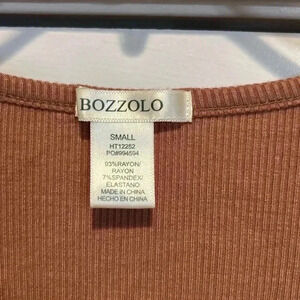 BOZZOLO
SMALL
HT12252
PO#994594
93%RAYON/
RAYON
7%SPANDEX/
ELASTANO
MADE IN CHINA
HECHO EN CHINA